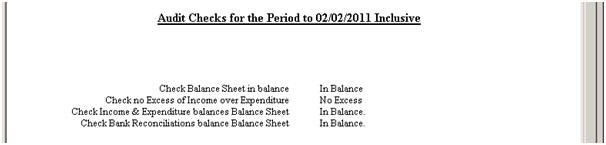 Audit Checks for the Period to 02/02/2011 Inclusive
Check Balance Sheet in balance In Balance
Check no Excess of Income over Expenditure No Excess
Check Income & Expenditure balances Balance Sheet In Balance.
Check Bank Reconciliations balance Balance Sheet In Balance.